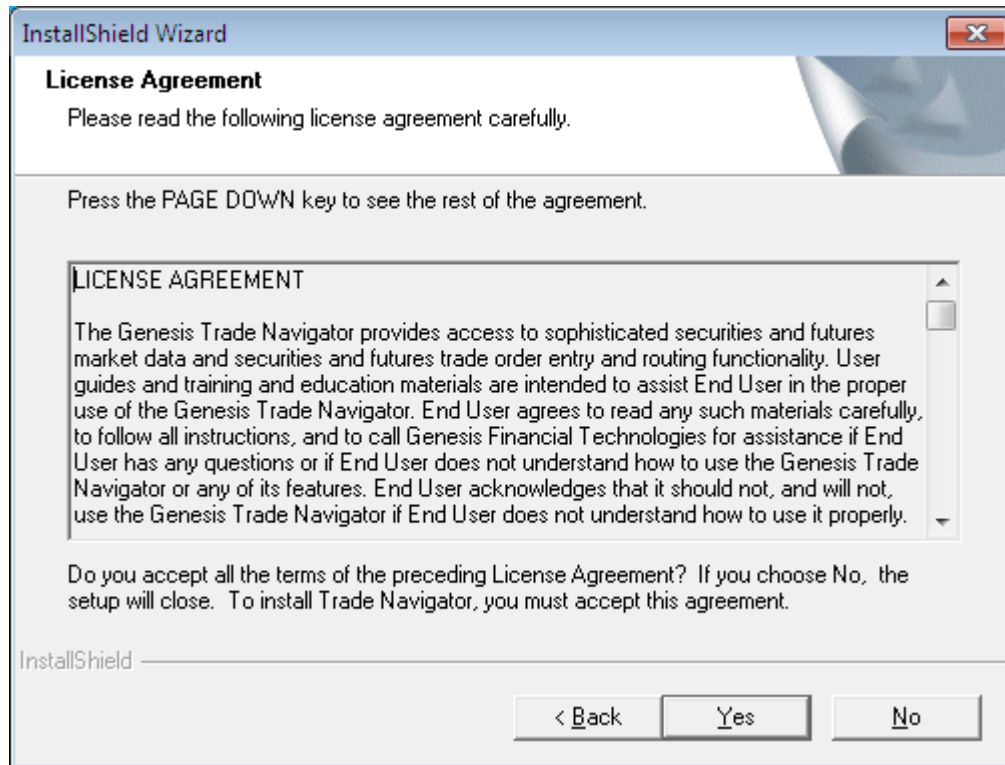 InstallShield Wizard
License Agreement
Please read the following license agreement carefully.
Press the PAGE DOWN key to see the rest of the agreement.
LICENSE AGREEMENT
The Genesis Trade Navigator provides access to sophisticated securities and futures
market data and securities and futures trade order entry and routing functionality. User
guides and training and education materials are intended to assist End User in the proper
use of the Genesis Trade Navigator. End User agrees to read any such materials carefully,
to follow all instructions, and to call Genesis Financial Technologies for assistance if End
User has any questions or if End User does not understand how to use the Genesis Trade
Navigator or any of its features. End User acknowledges that it should not, and will not,
use the Genesis Trade Navigator if End User does not understand how to use it properly.
Do you accept all the terms of the preceding License Agreement?  If you choose No,  the
setup will close.  To install Trade Navigator, you must accept this agreement.
InstallShield
< Back
Yes
No